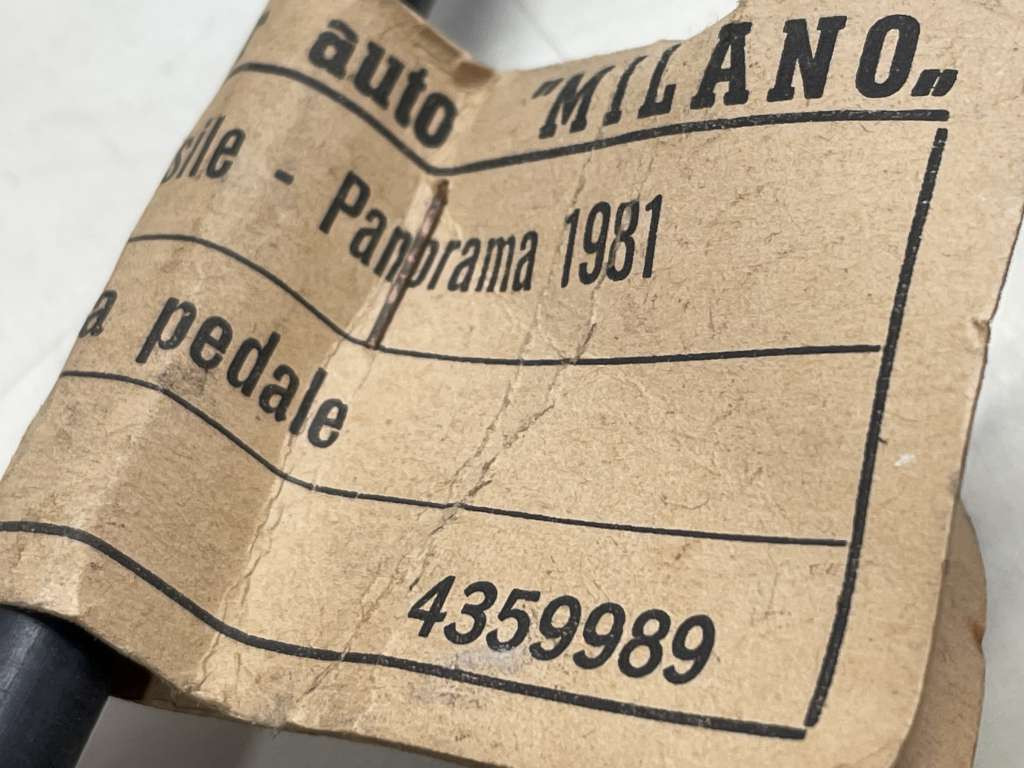 auto "MILANO„
sile - Panorama 1981
a pedale
4359989